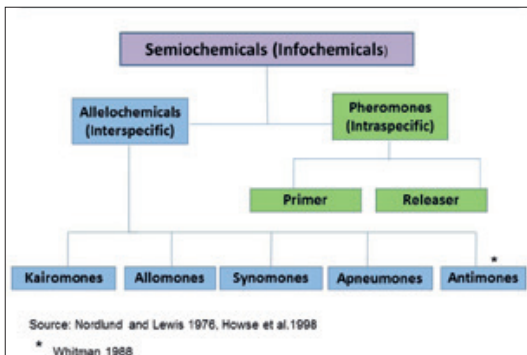 Semiochemicals (Infochemicals)
Allelochemicals
(Interspecific)
Pheromones
(Intraspecific)
Primer
Releaser
*
Kairomones
Allomones
Synomones
Apneumones
Antimones
Source: Nordlund and Lewis 1976, Howse et al.1998
* Whitman 1988